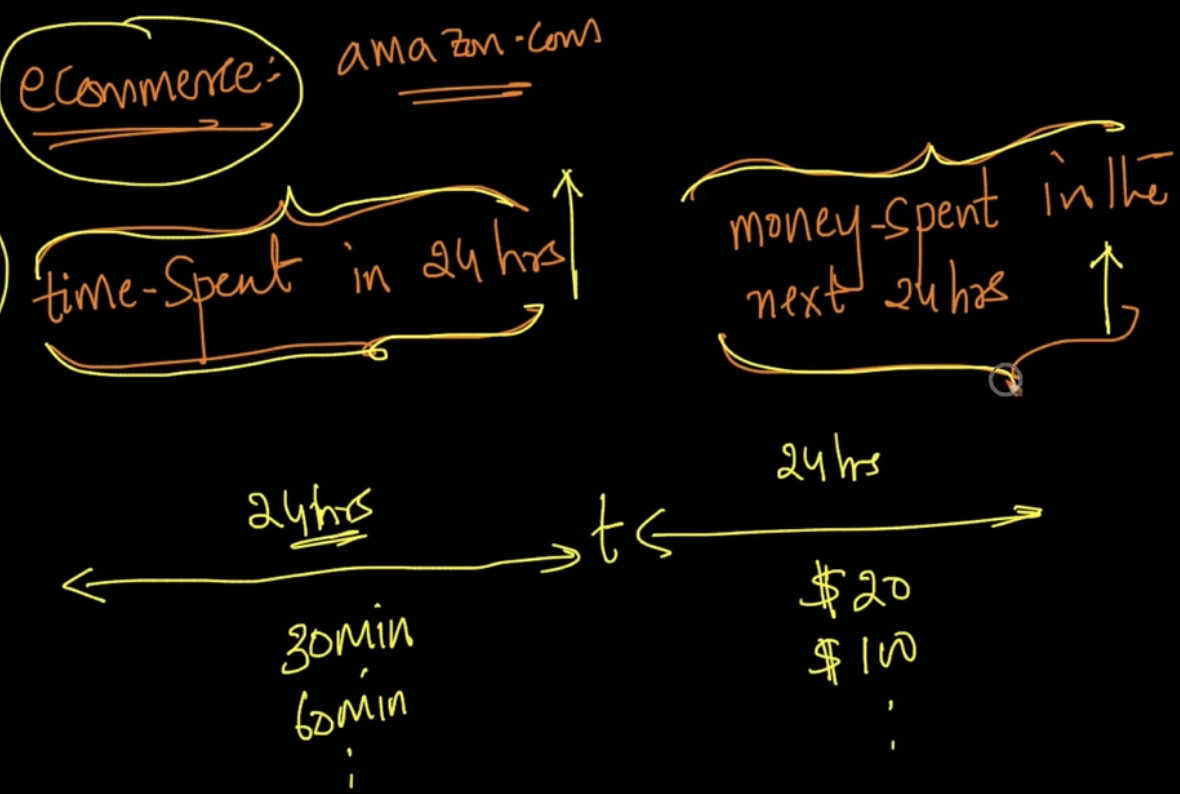 ecommerce: amazon.com
time-spent in 24 hrs
money-spent in the
next 24 hrs
24 hrs
t
24 hrs
30min
60min
$20
$100